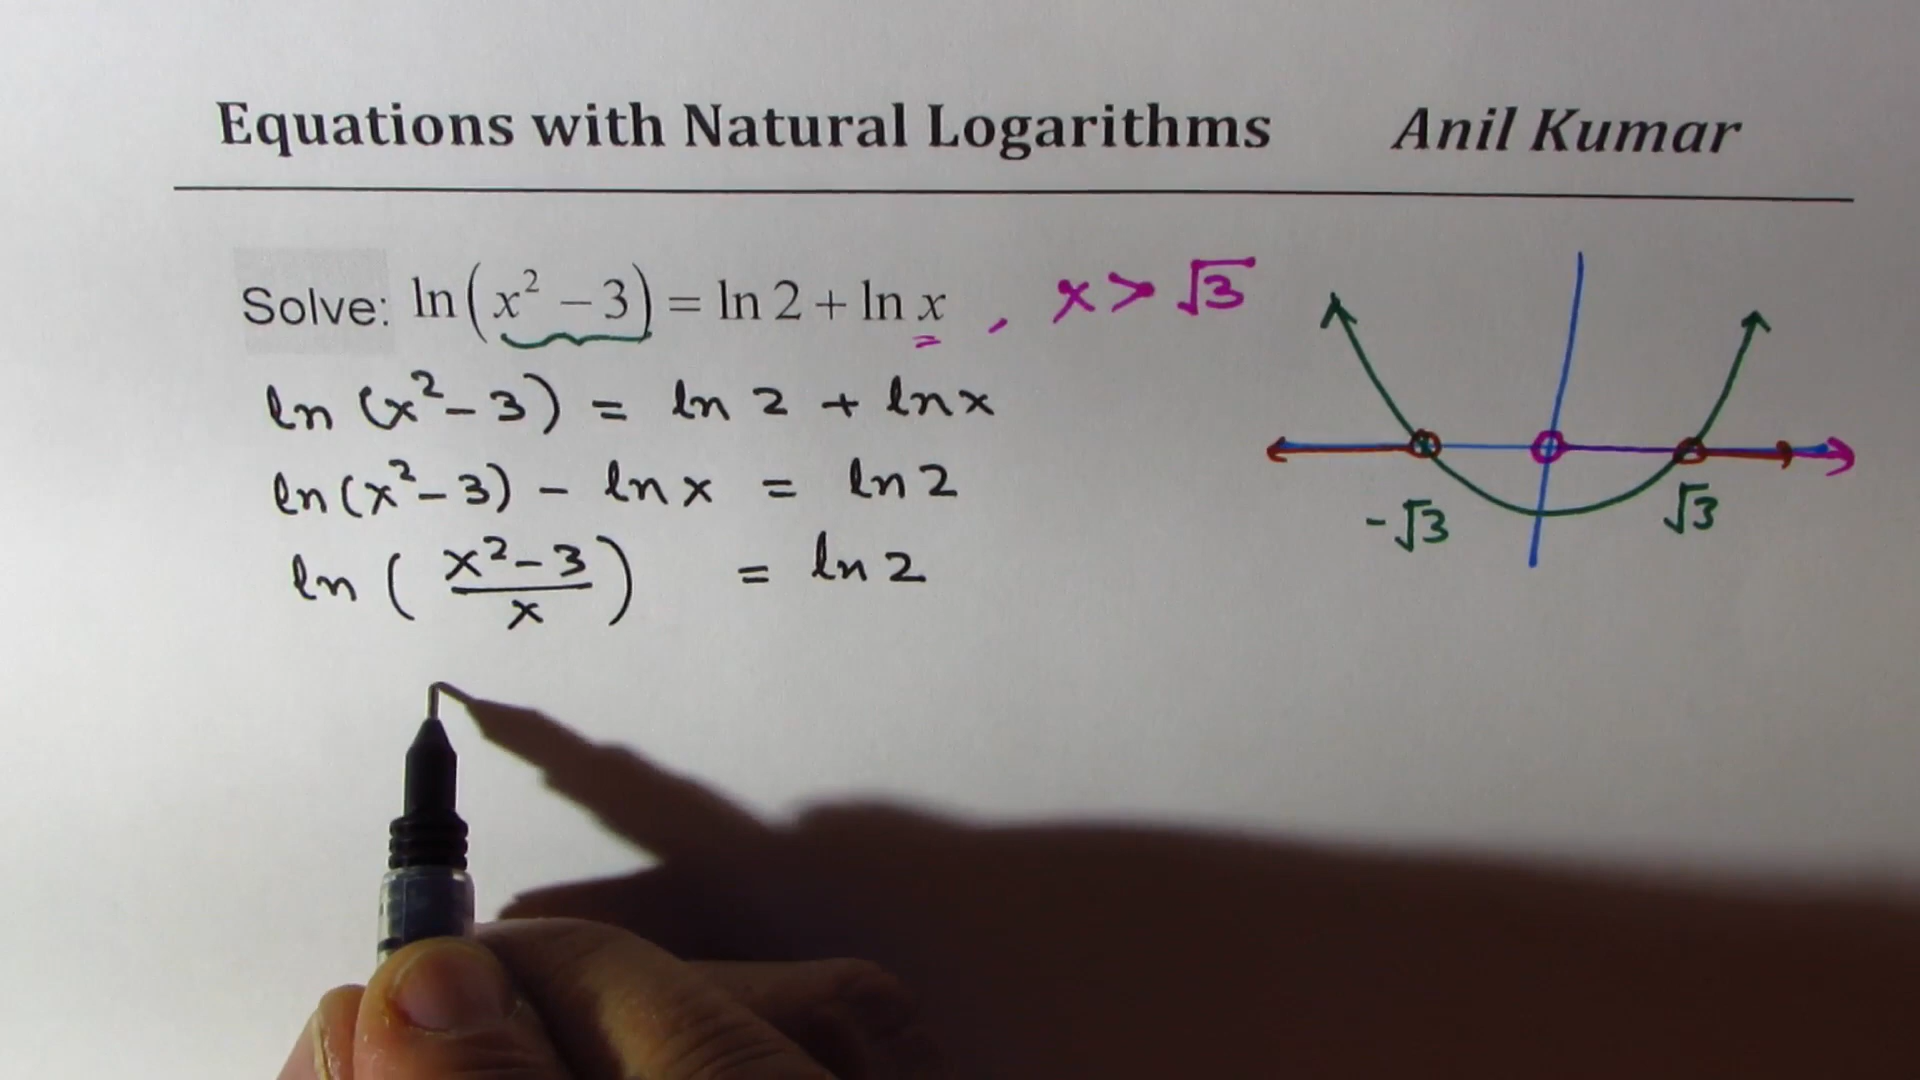 Equations with Natural Logarithms Anil Kumar
Solve: ln(x² − 3) = ln 2 + ln x , x > √3
ln (x² − 3) = ln 2 + ln x
ln (x² − 3) − ln x = ln 2
ln ( x² − 3 / x ) = ln 2
-√3 √3